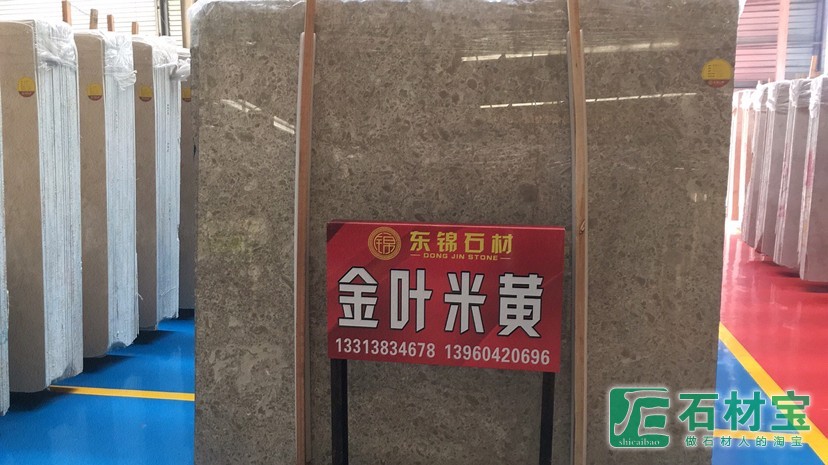 东锦石材
DONG JIN STONE
金叶米黄
13313834678 13960420696
石材宝
shicaibao
做石材人的淘宝